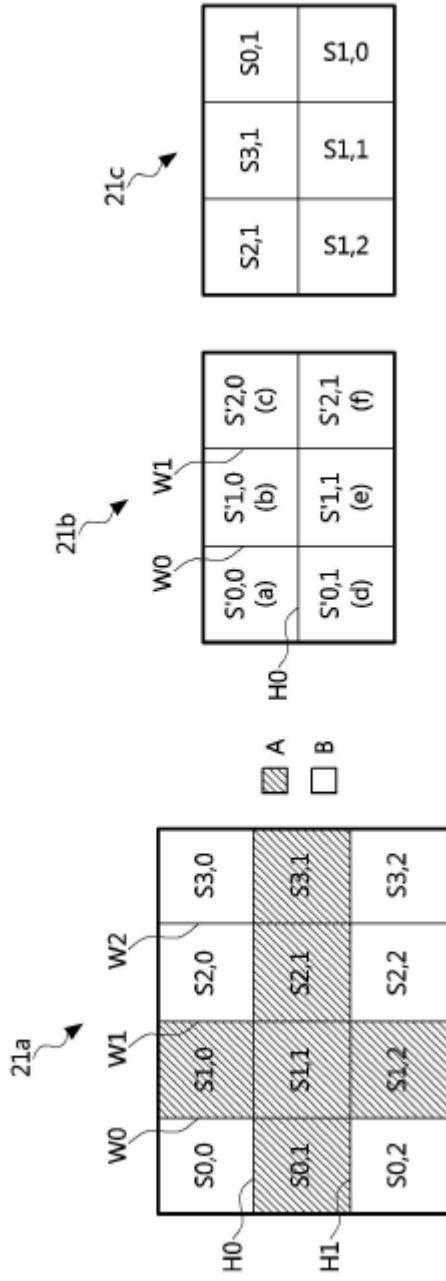 21a
W0 W1 W2
H0
H1
S0,0 S1,0 S2,0 S3,0
S0,1 S1,1 S2,1 S3,1
S0,2 S1,2 S2,2 S3,2
A
B
21b
W0 W1
H0
S'0,0 S'1,0 S'2,0
(a) (b) (c)
S'0,1 S'1,1 S'2,1
(d) (e) (f)
21c
S2,1 S3,1 S0,1
S1,2 S1,1 S1,0